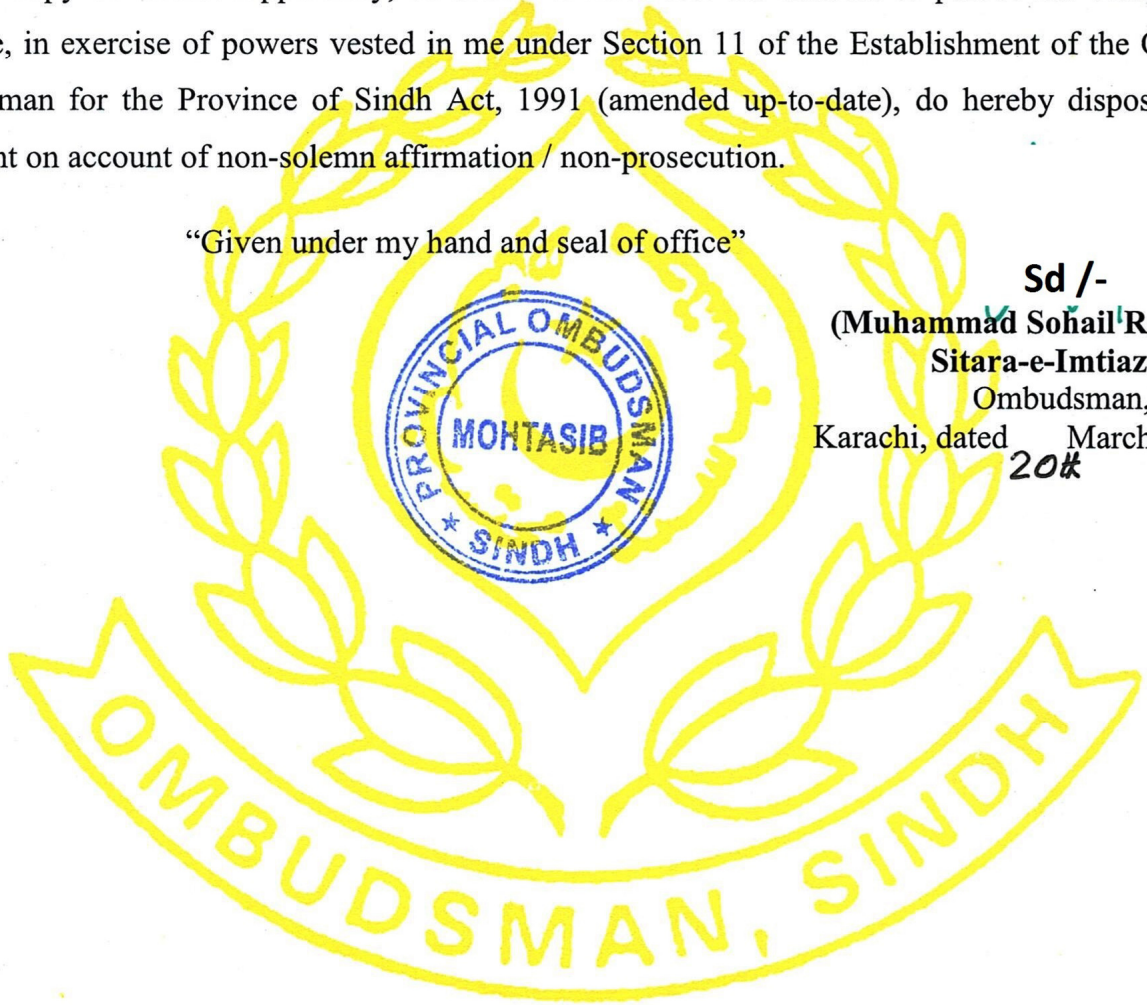 e, in exercise of powers vested in me under Section 11 of the Establishment of the
man for the Province of Sindh Act, 1991 (amended up-to-date), do hereby dispos
nt on account of non-solemn affirmation / non-prosecution.
“Given under my hand and seal of office”
Sd /-
(Muhammad Sohail R
Sitara-e-Imtiaz
Ombudsman,
Karachi, dated March
20th
PROVINCIAL OMBUDSMAN
MOHTASIB
★ SINDH ★
OMBUDSMAN, SINDH